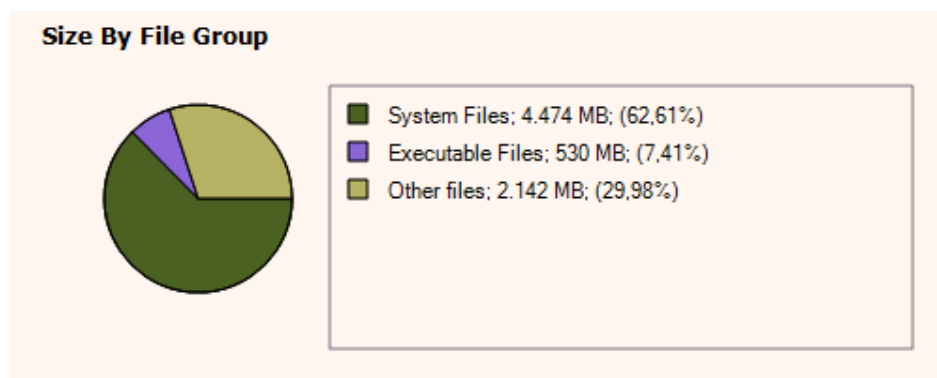 Size By File Group
System Files; 4.474 MB; (62,61%)
Executable Files; 530 MB; (7,41%)
Other files; 2.142 MB; (29,98%)